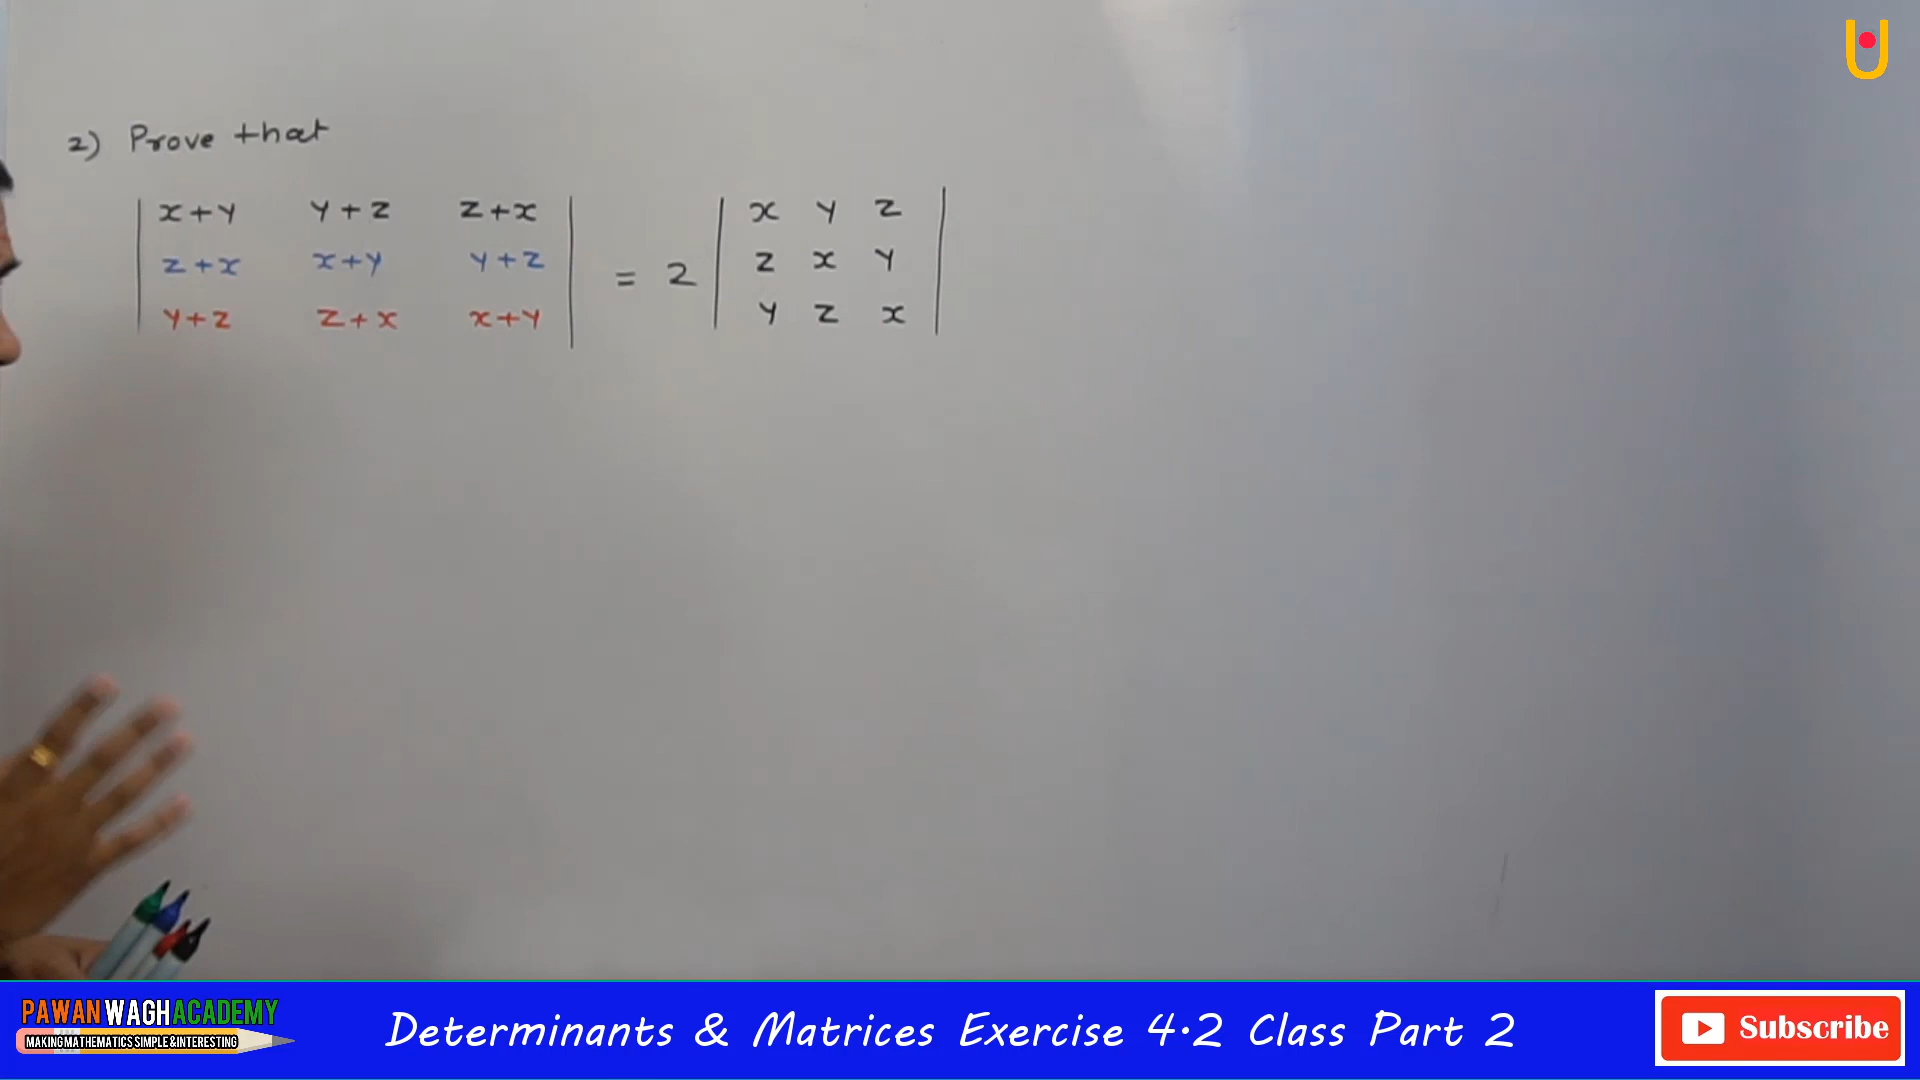 2) Prove that
| x+y y+z z+x | = 2 | x y z |
| z+x x+y y+z | | z x y |
| y+z z+x x+y | | y z x |
PAWAN WAGH ACADEMY
MAKING MATHEMATICS SIMPLE & INTERESTING
Determinants & Matrices Exercise 4.2 Class Part 2
Subscribe